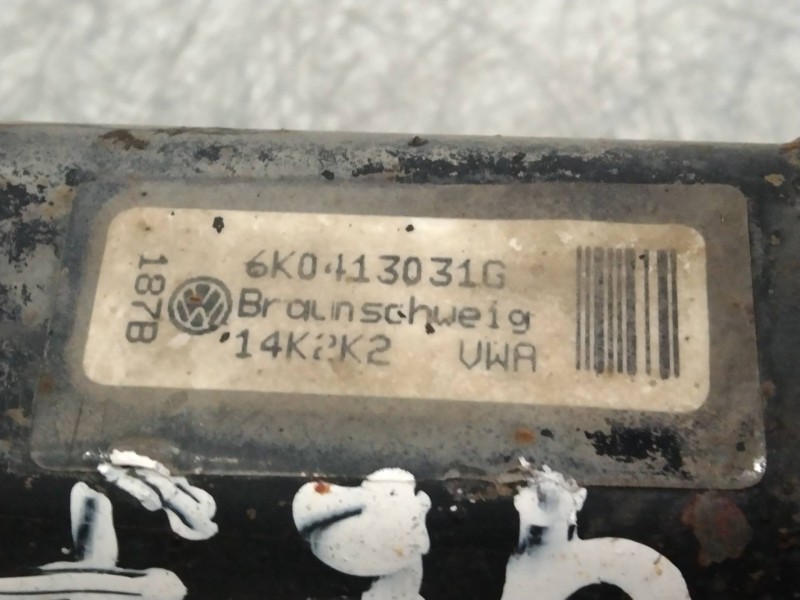 6K0413031G
Braunschweig
14K2K2 VWA
187B